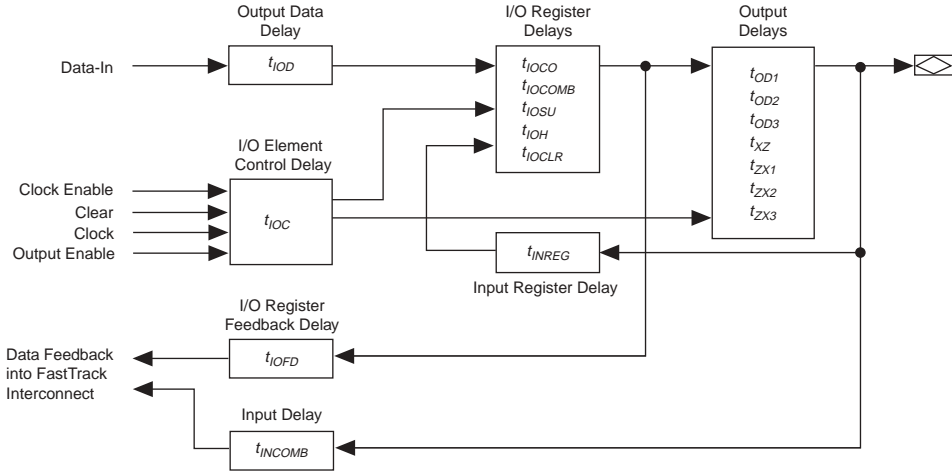 Output Data
Delay
I/O Register
Delays
Output
Delays
Data-In
tIOD
tIOCO
tIOCOMB
tIOSU
tIOH
tIOCLR
tOD1
tOD2
tOD3
tXZ
tZX1
tZX2
tZX3
I/O Element
Control Delay
Clock Enable
Clear
Clock
Output Enable
tIOC
tINREG
Input Register Delay
I/O Register
Feedback Delay
Data Feedback
into FastTrack
Interconnect
tIOFD
Input Delay
tINCOMB